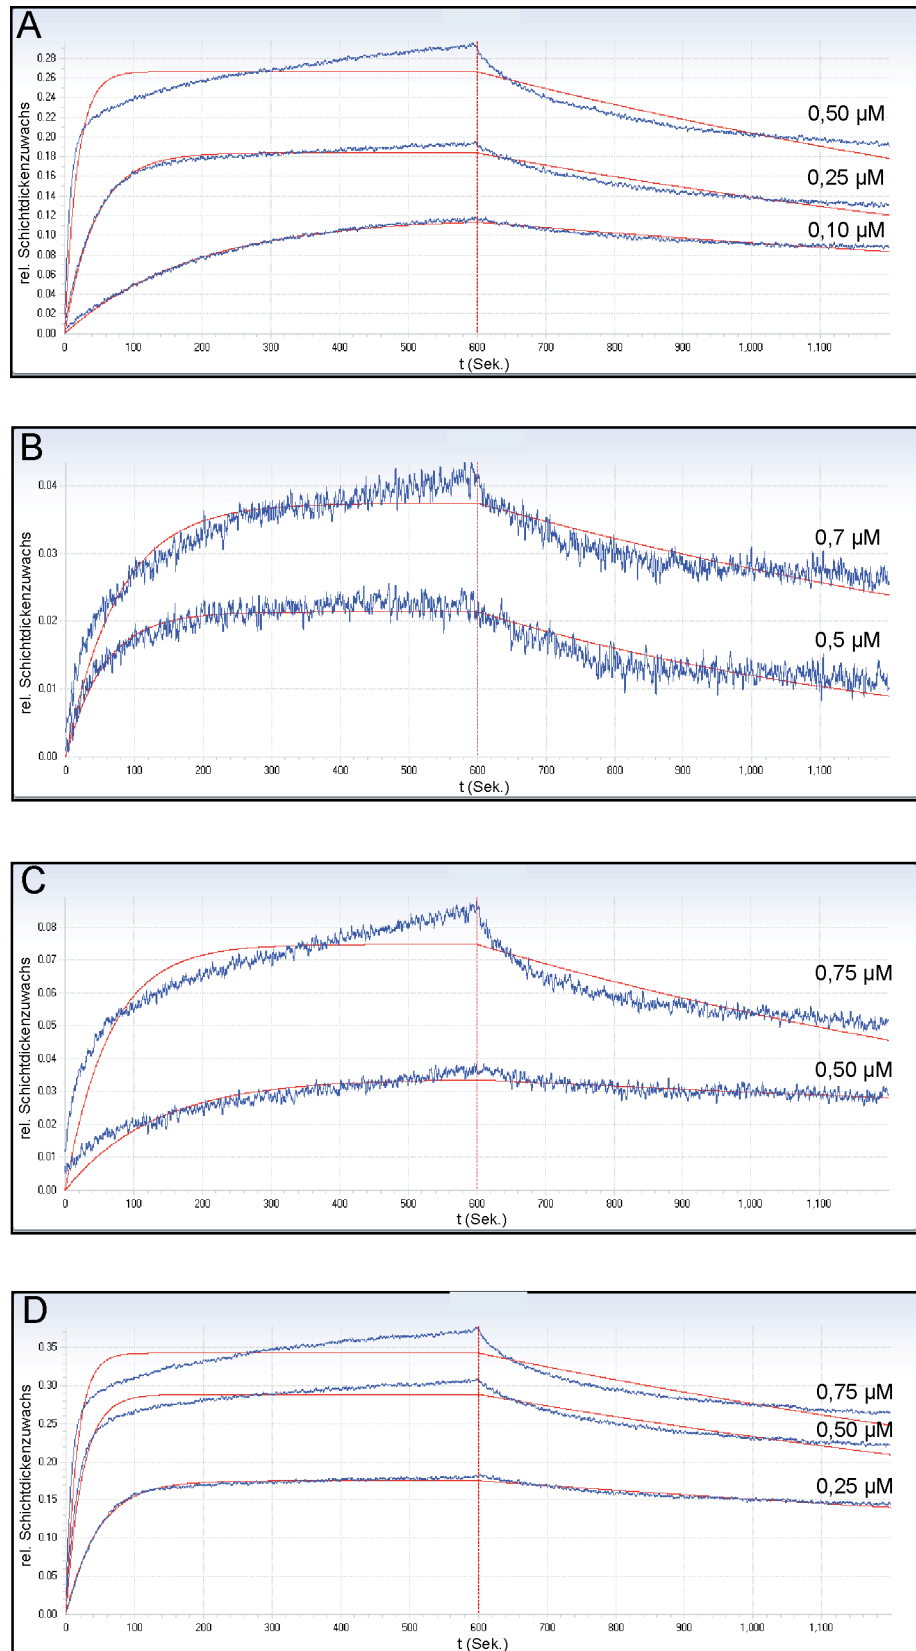 A
rel. Schichtdickenzuwachs
0.28
0.26
0.24
0.22
0.20
0.18
0.16
0.14
0.12
0.10
0.08
0.06
0.04
0.02
0.00
0,50 µM
0,25 µM
0,10 µM
0 100 200 300 400 500 600 700 800 900 1,000 1,100
t (Sek.)
B
rel. Schichtdickenzuwachs
0.04
0.03
0.02
0.01
0.00
0,7 µM
0,5 µM
0 100 200 300 400 500 600 700 800 900 1,000 1,100
t (Sek.)
C
rel. Schichtdickenzuwachs
0.08
0.07
0.06
0.05
0.04
0.03
0.02
0.01
0.00
0,75 µM
0,50 µM
0 100 200 300 400 500 600 700 800 900 1,000 1,100
t (Sek.)
D
rel. Schichtdickenzuwachs
0.35
0.30
0.25
0.20
0.15
0.10
0.05
0.00
0,75 µM
0,50 µM
0,25 µM
0 100 200 300 400 500 600 700 800 900 1,000 1,100
t (Sek.)